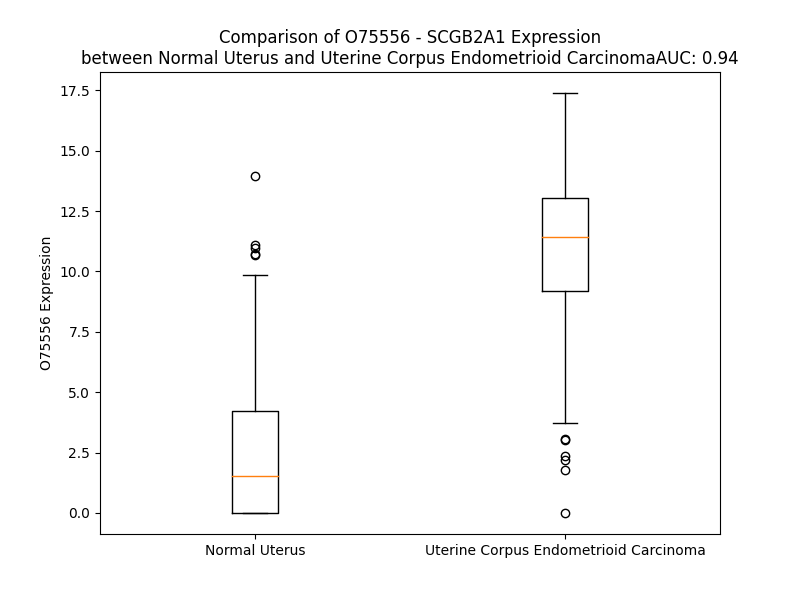 Comparison of O75556 - SCGB2A1 Expression
between Normal Uterus and Uterine Corpus Endometrioid CarcinomaAUC: 0.94
17.5
15.0
12.5
10.0
7.5
5.0
2.5
0.0
O75556 Expression
Normal Uterus
Uterine Corpus Endometrioid Carcinoma